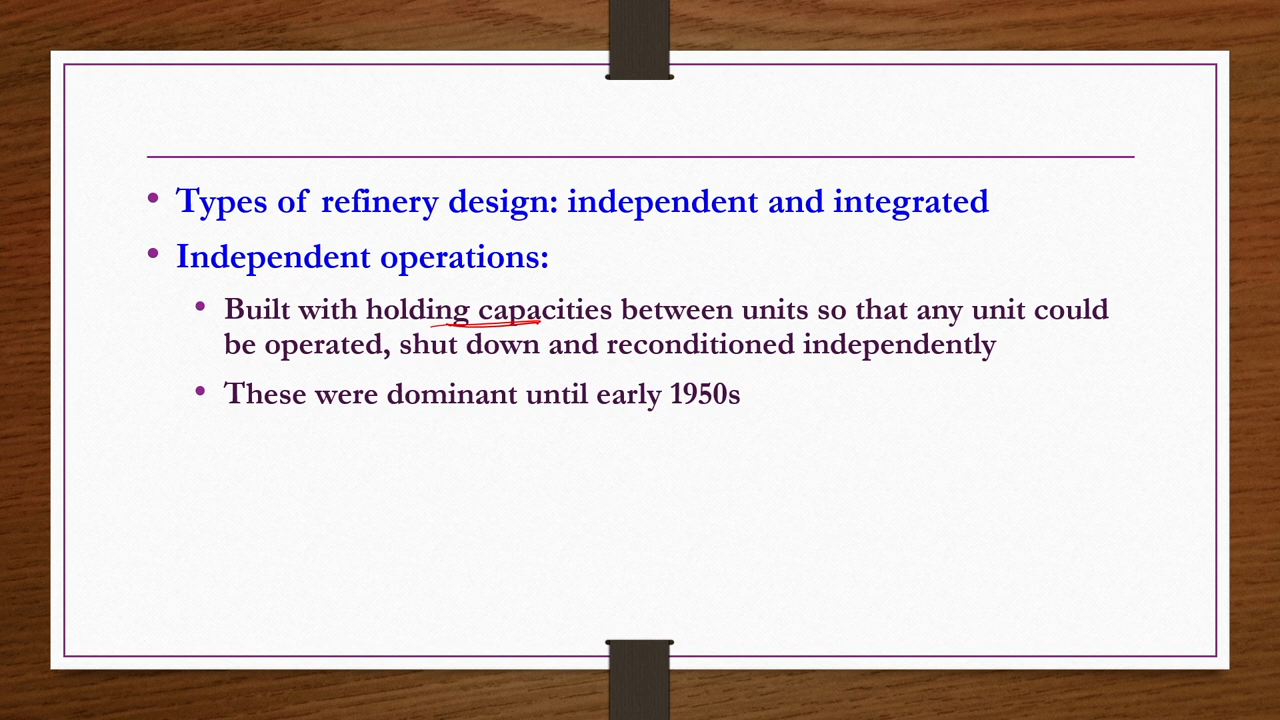 • Types of refinery design: independent and integrated
• Independent operations:
• Built with holding capacities between units so that any unit could
be operated, shut down and reconditioned independently
• These were dominant until early 1950s